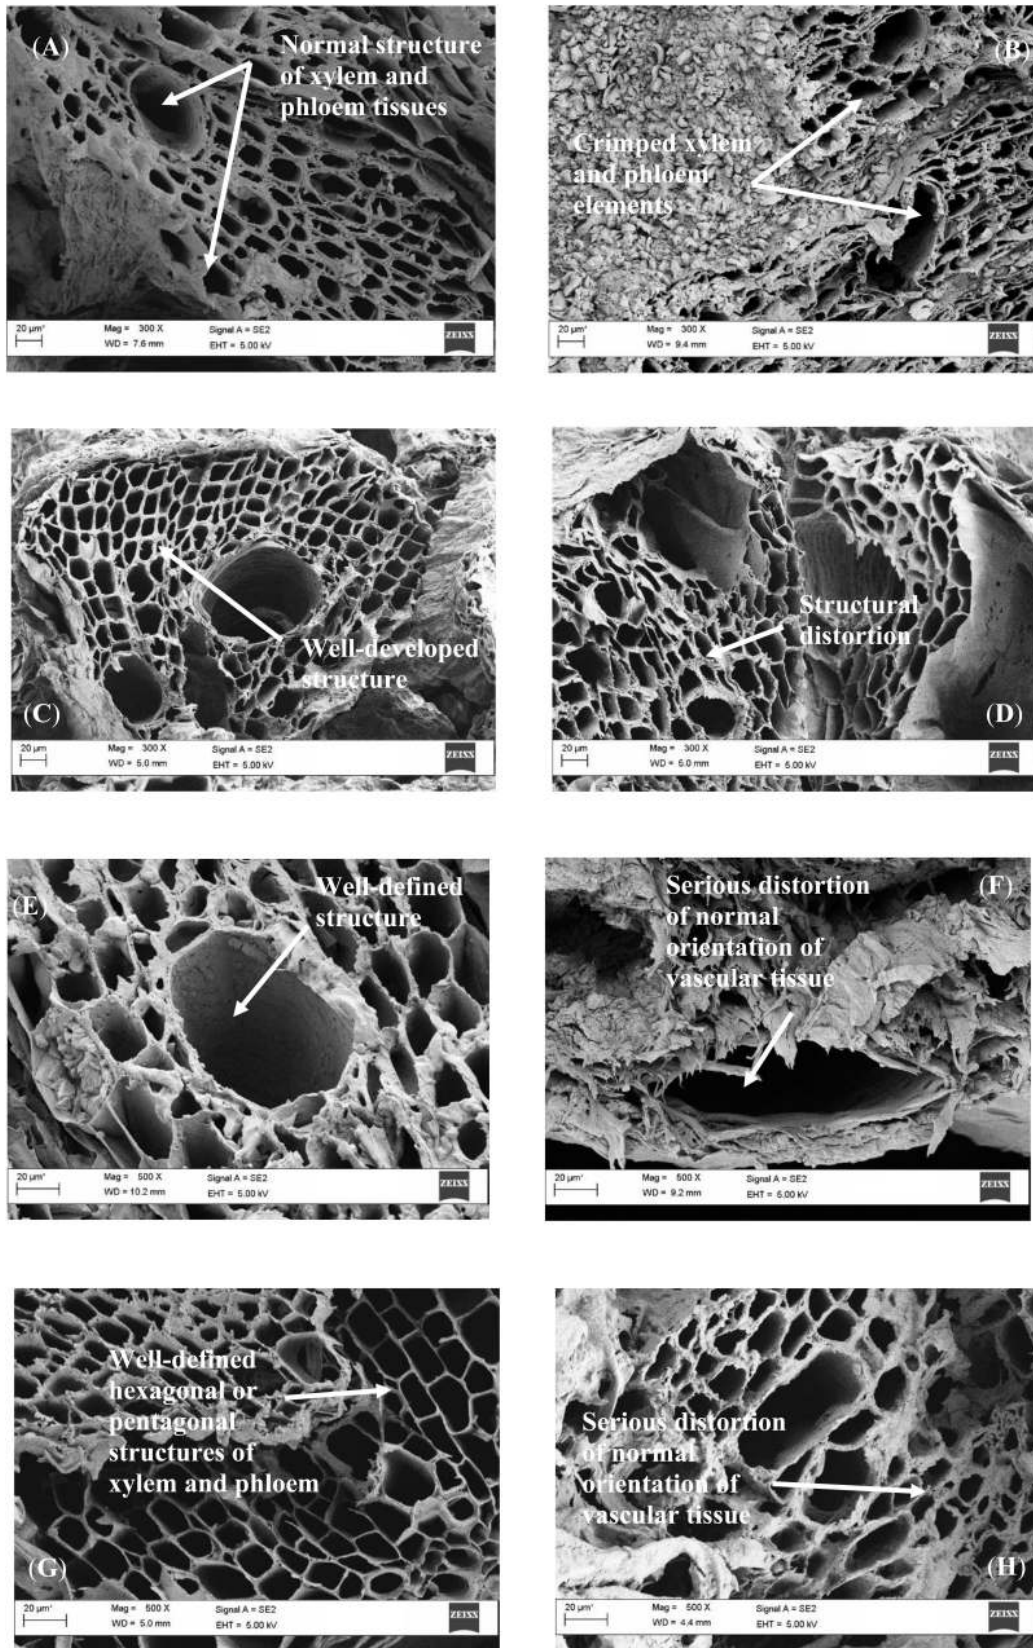 (A)
Normal structure
of xylem and
phloem tissues
20 µm
Mag = 300 X
Signal A = SE2
WD = 7.6 mm
EHT = 5.00 kV
ZEISS
(B)
Crimped xylem
and phloem
elements
20 µm
Mag = 300 X
Signal A = SE2
WD = 9.4 mm
EHT = 5.00 kV
ZEISS
Well-developed
structure
(C)
20 µm
Mag = 300 X
Signal A = SE2
WD = 5.0 mm
EHT = 5.00 kV
ZEISS
Structural
distortion
(D)
20 µm
Mag = 300 X
Signal A = SE2
WD = 5.0 mm
EHT = 5.00 kV
ZEISS
(E)
Well-defined
structure
20 µm
Mag = 500 X
Signal A = SE2
WD = 10.2 mm
EHT = 5.00 kV
ZEISS
Serious distortion
of normal
orientation of
vascular tissue
(F)
20 µm
Mag = 500 X
Signal A = SE2
WD = 9.2 mm
EHT = 5.00 kV
ZEISS
Well-defined
hexagonal or
pentagonal
structures of
xylem and phloem
(G)
20 µm
Mag = 500 X
Signal A = SE2
WD = 5.0 mm
EHT = 5.00 kV
ZEISS
Serious distortion
of normal
orientation of
vascular tissue
(H)
20 µm
Mag = 500 X
Signal A = SE2
WD = 4.4 mm
EHT = 5.00 kV
ZEISS